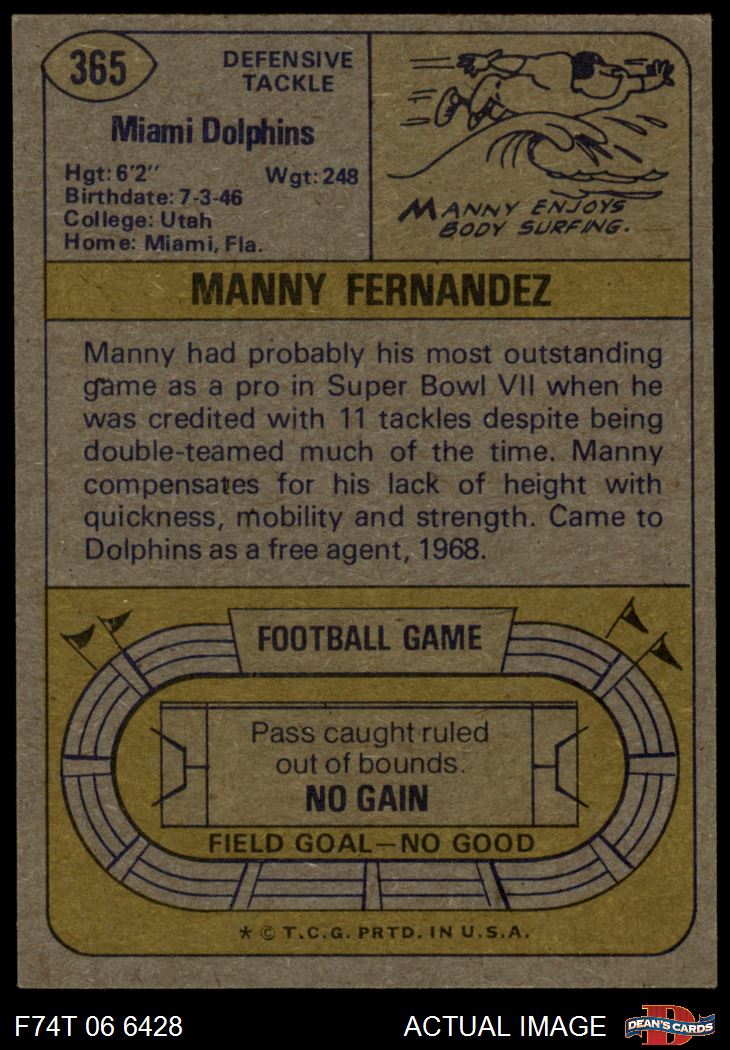 365
DEFENSIVE
TACKLE
Miami Dolphins
Hgt: 6'2" Wgt: 248
Birthdate: 7-3-46
College: Utah
Home: Miami, Fla.
MANNY ENJOYS
BODY SURFING.
MANNY FERNANDEZ
Manny had probably his most outstanding
game as a pro in Super Bowl VII when he
was credited with 11 tackles despite being
double-teamed much of the time. Manny
compensates for his lack of height with
quickness, mobility and strength. Came to
Dolphins as a free agent, 1968.
FOOTBALL GAME
Pass caught ruled
out of bounds.
NO GAIN
FIELD GOAL—NO GOOD
* © T.C.G. PRTD. IN U.S.A.
F74T 06 6428 ACTUAL IMAGE
D
DEAN'S CARDS